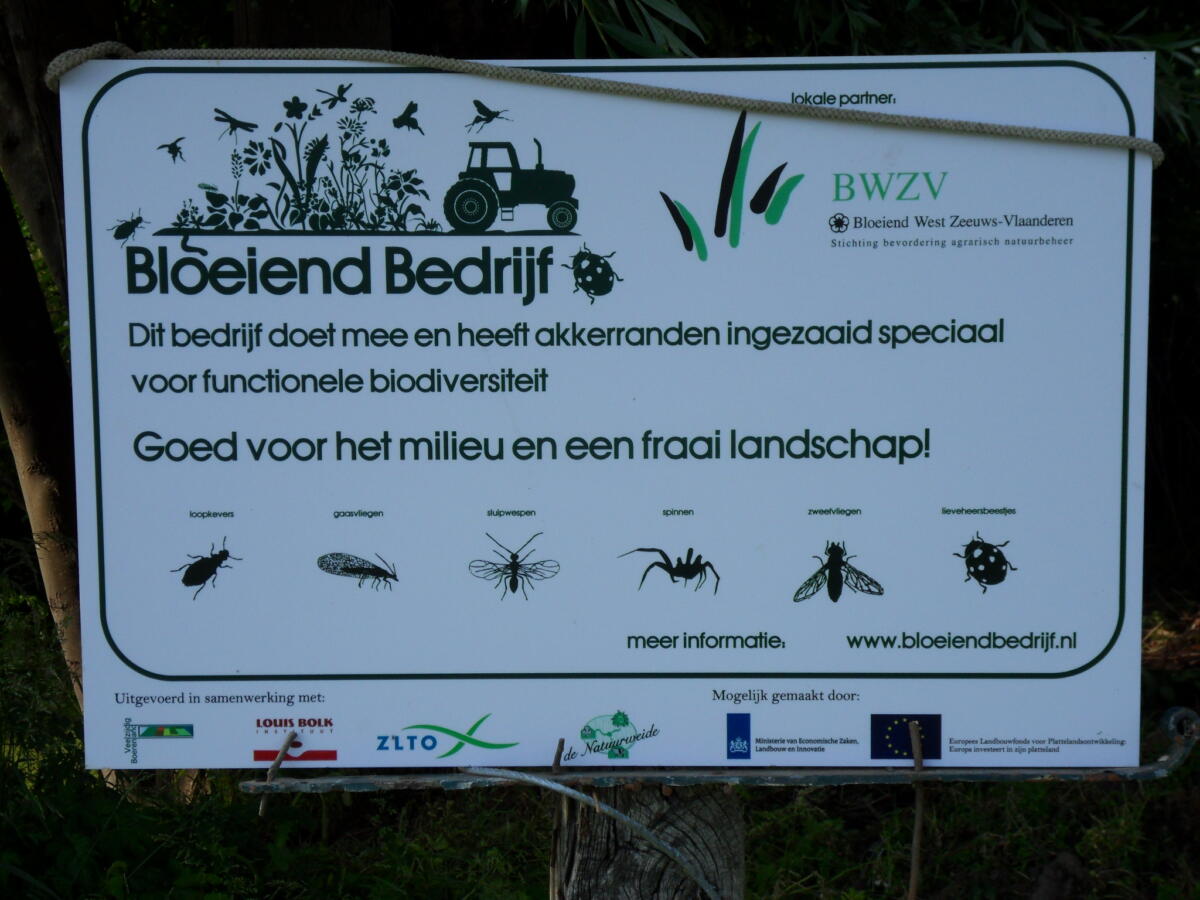 lokale partner:
BWZV
Bloeiend West Zeeuws-Vlaanderen
Stichting bevordering agrarisch natuurbeheer
Bloeiend Bedrijf
Dit bedrijf doet mee en heeft akkerranden ingezaaid speciaal
voor functionele biodiversiteit
Goed voor het milieu en een fraai landschap!
loopkevers gaasvliegen sluipwespen spinnen zweefvliegen lieveheersbeestjes
meer informatie: www.bloeiendbedrijf.nl
Uitgevoerd in samenwerking met:
Mogelijk gemaakt door:
Veelzijdig
Boerenland
LOUIS BOLK
INSTITUUT
ZLTO
de Natuurweide
Ministerie van Economische Zaken,
Landbouw en Innovatie
Europees Landbouwfonds voor Plattelandsontwikkeling:
Europa investeert in zijn platteland